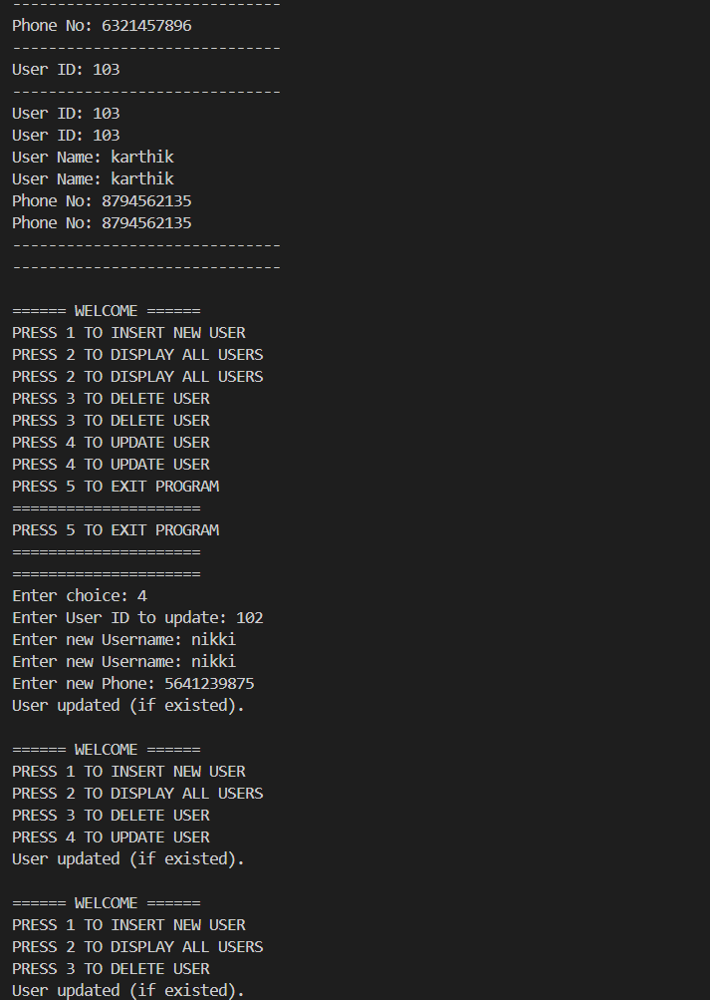 ------------------------------
Phone No: 6321457896
------------------------------
User ID: 103
------------------------------
User ID: 103
User ID: 103
User Name: karthik
User Name: karthik
Phone No: 8794562135
Phone No: 8794562135
------------------------------
------------------------------
====== WELCOME ======
PRESS 1 TO INSERT NEW USER
PRESS 2 TO DISPLAY ALL USERS
PRESS 2 TO DISPLAY ALL USERS
PRESS 3 TO DELETE USER
PRESS 3 TO DELETE USER
PRESS 4 TO UPDATE USER
PRESS 4 TO UPDATE USER
PRESS 5 TO EXIT PROGRAM
=====================
PRESS 5 TO EXIT PROGRAM
=====================
=====================
Enter choice: 4
Enter User ID to update: 102
Enter new Username: nikki
Enter new Username: nikki
Enter new Phone: 5641239875
User updated (if existed).
====== WELCOME ======
PRESS 1 TO INSERT NEW USER
PRESS 2 TO DISPLAY ALL USERS
PRESS 3 TO DELETE USER
PRESS 4 TO UPDATE USER
User updated (if existed).
====== WELCOME ======
PRESS 1 TO INSERT NEW USER
PRESS 2 TO DISPLAY ALL USERS
PRESS 3 TO DELETE USER
User updated (if existed).